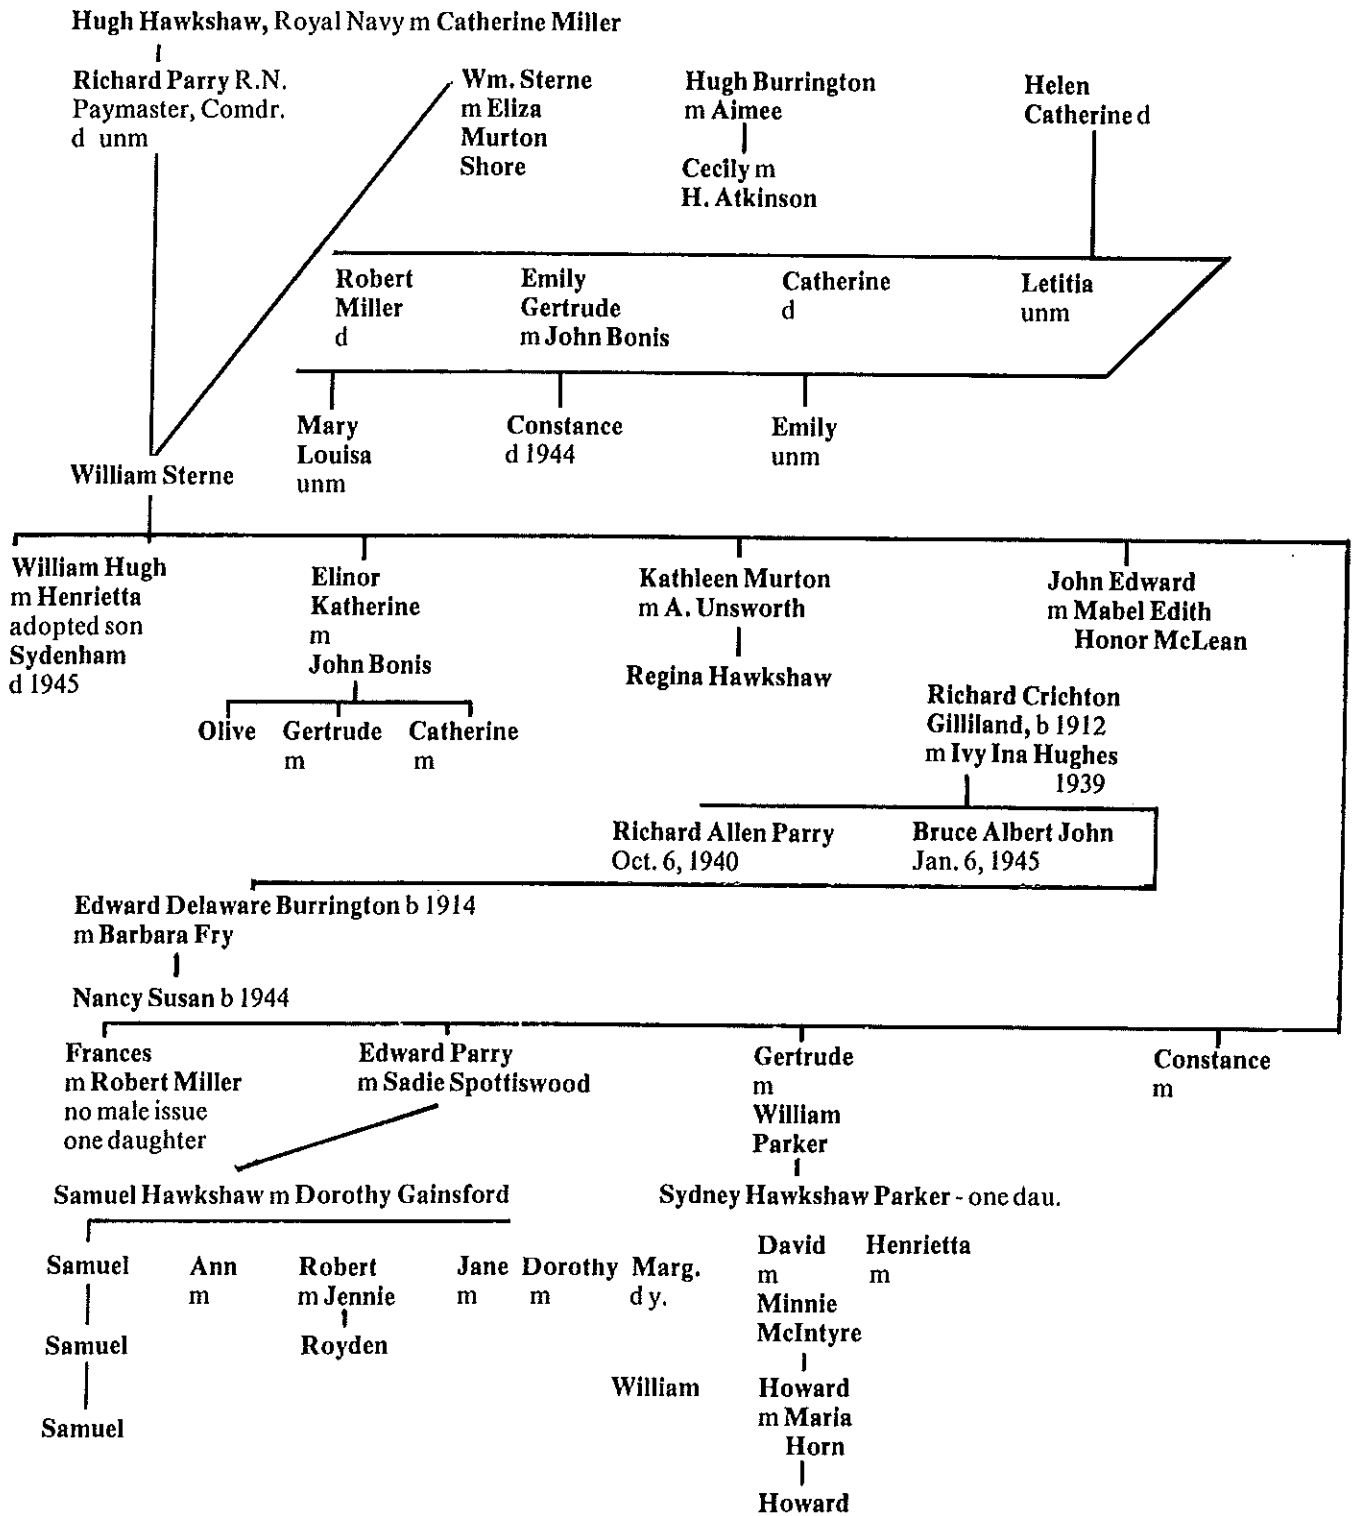 Hugh Hawkshaw, Royal Navy m Catherine Miller
Richard Parry R.N.
Paymaster, Comdr.
d unm
Wm. Sterne
m Eliza
Murton
Shore
Hugh Burrington
m Aimee
Cecily m
H. Atkinson
Helen
Catherine d
Robert
Miller
d
Emily
Gertrude
m John Bonis
Catherine
d
Letitia
unm
Mary
Louisa
unm
Constance
d 1944
Emily
unm
William Sterne
William Hugh
m Henrietta
adopted son
Sydenham
d 1945
Elinor
Katherine
m
John Bonis
Olive
Gertrude
m
Catherine
m
Kathleen Murton
m A. Unsworth
Regina Hawkshaw
John Edward
m Mabel Edith
Honor McLean
Richard Crichton
Gilliland, b 1912
m Ivy Ina Hughes
1939
Richard Allen Parry
Oct. 6, 1940
Bruce Albert John
Jan. 6, 1945
Edward Delaware Burrington b 1914
m Barbara Fry
Nancy Susan b 1944
Frances
m Robert Miller
no male issue
one daughter
Edward Parry
m Sadie Spottiswood
Gertrude
m
William
Parker
Constance
m
Samuel Hawkshaw m Dorothy Gainsford
Sydney Hawkshaw Parker - one dau.
Samuel
Ann
m
Robert
m Jennie
Jane
m
Dorothy
m
Marg.
d y.
David
m
Minnie
McIntyre
Henrietta
m
Samuel
Royden
William
Howard
m Maria
Horn
Samuel
Howard